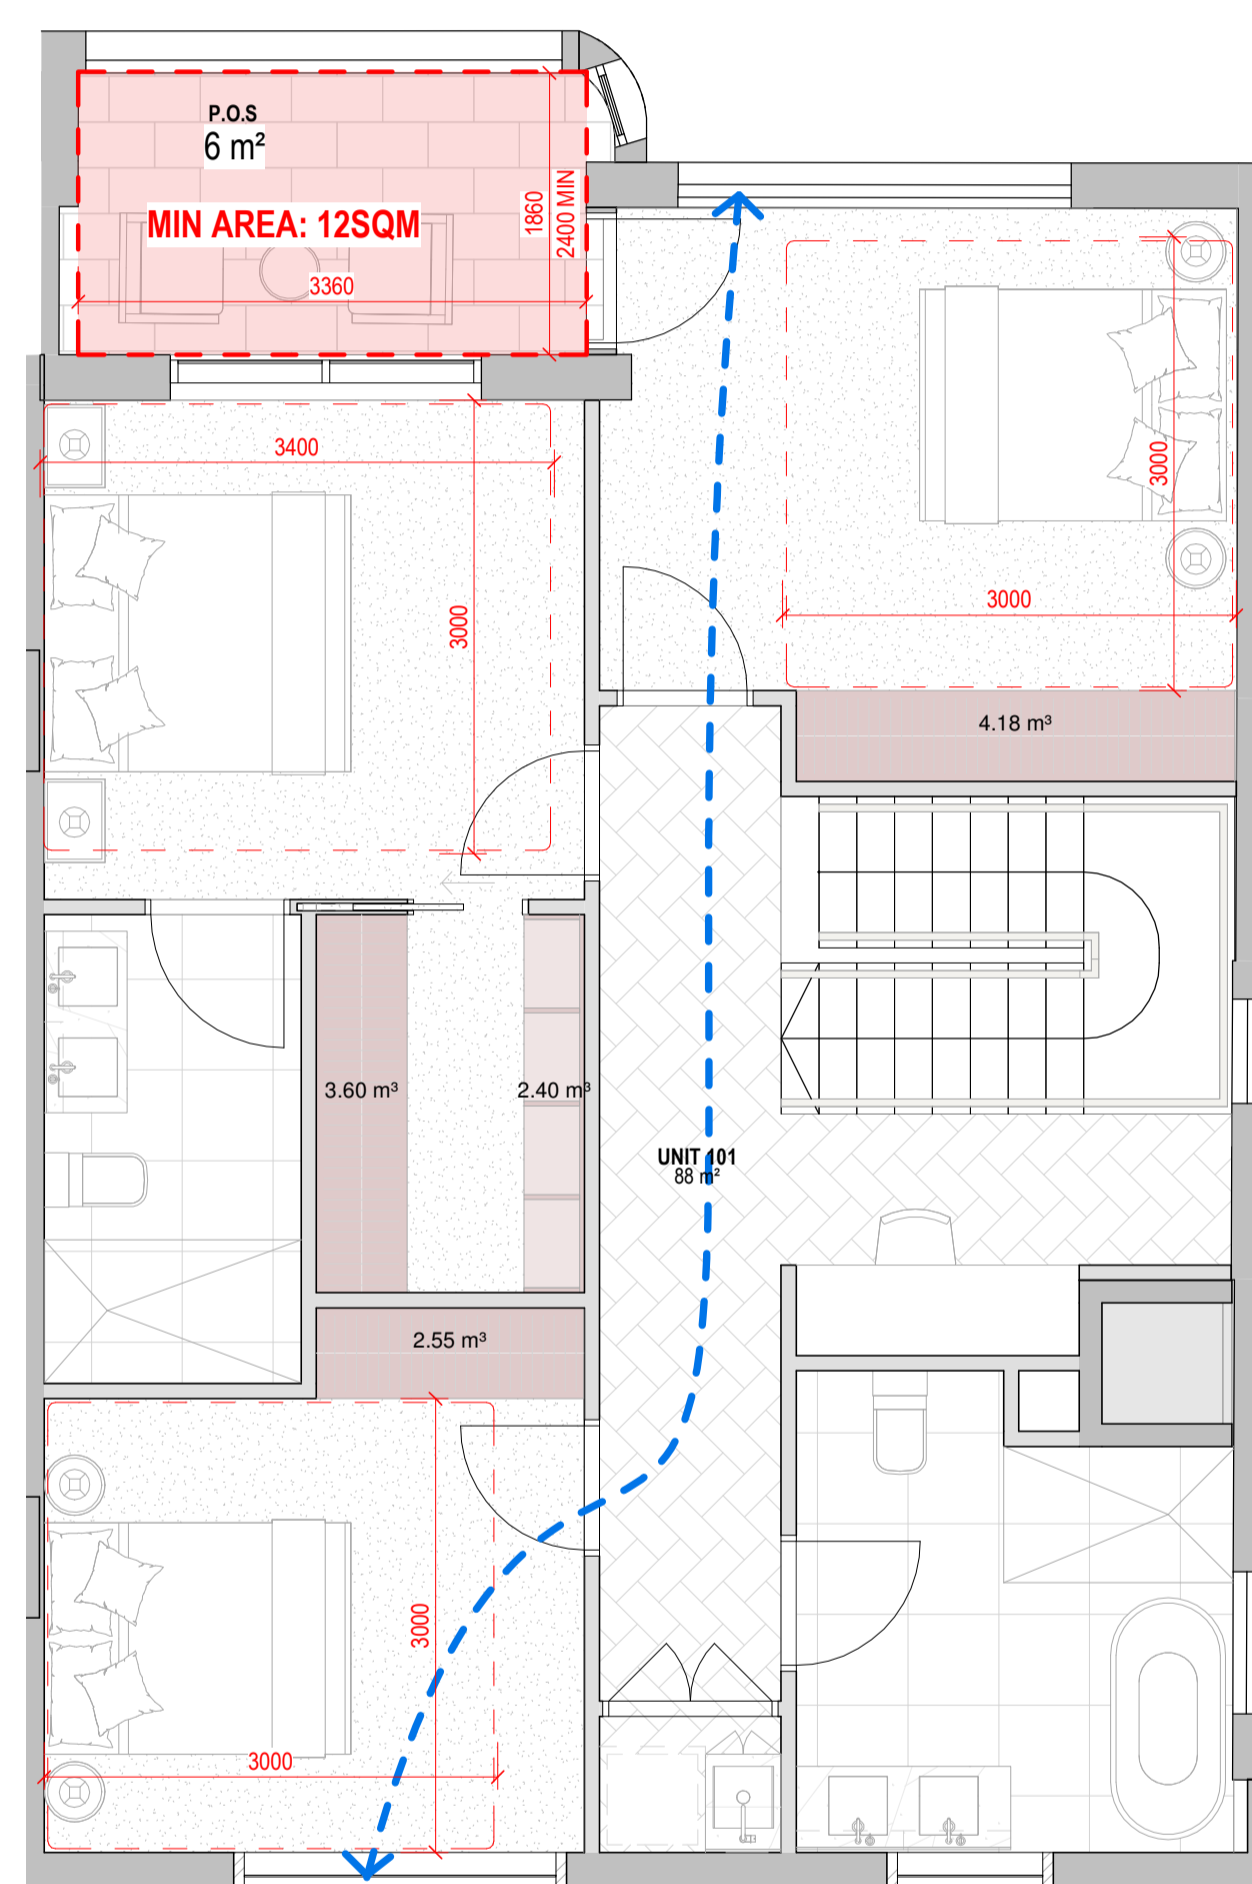 P.O.S
6 m²
MIN AREA: 12SQM
1860
2400 MIN
3360
3400
3000
3000
3000
4.18 m³
3.60 m³
2.40 m³
UNIT 101
88 m²
2.55 m³
3000
3000